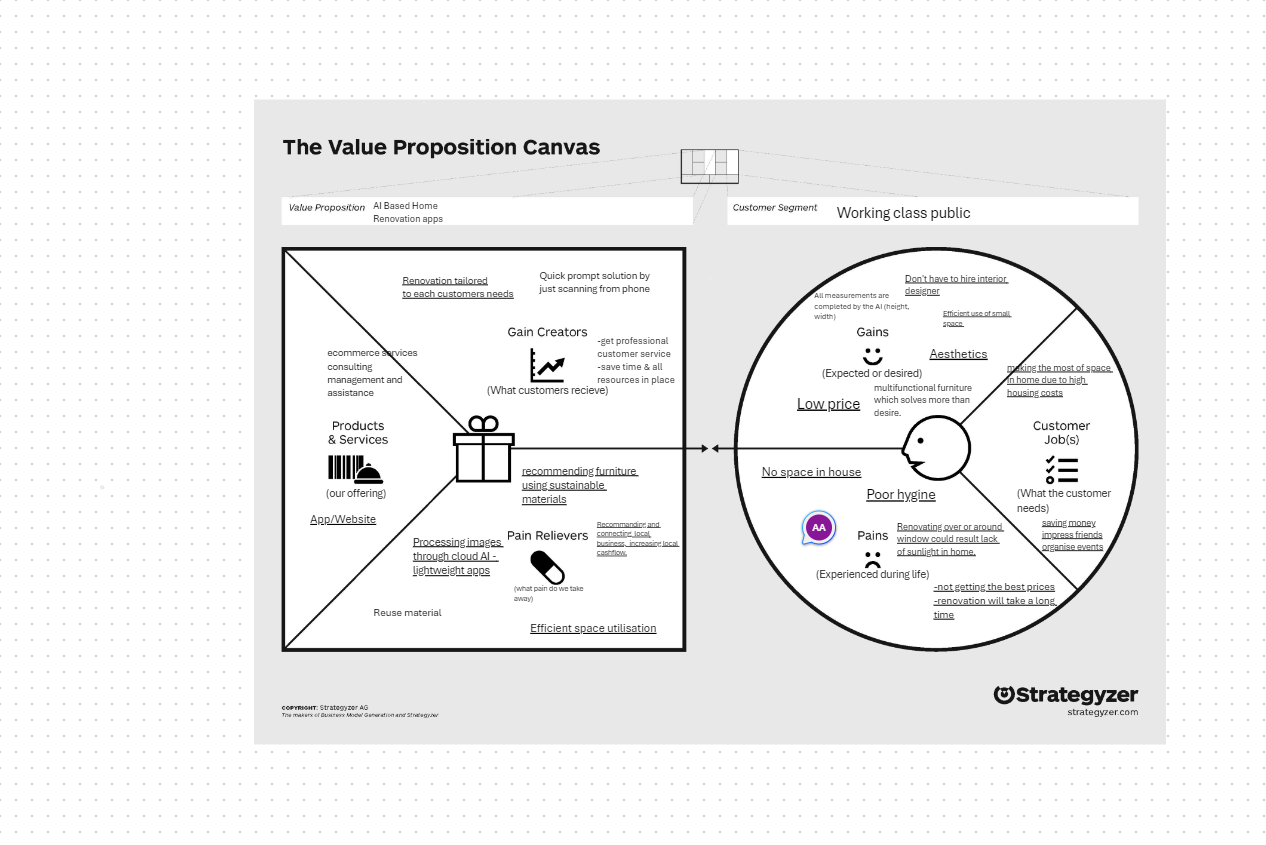 The Value Proposition Canvas
Value Proposition
AI Based Home
Renovation apps
Customer Segment
Working class public
Renovation tailored
to each customers needs
Quick prompt solution by
just scanning from phone
Gain Creators
(What customers recieve)
-get professional
customer service
-save time & all
resources in place
ecommerce services
consulting
management and
assistance
Products
& Services
(our offering)
App/Website
recommending furniture
using sustainable
materials
Processing images
through cloud AI -
lightweight apps
Pain Relievers
(what pain do we take
away)
Recommanding and
connecting local
business, increasing local
cashflow.
Reuse material
Efficient space utilisation
Don't have to hire interior
designer
All measurements are
completed by the AI (height,
width)
Efficient use of small
space
Gains
(Expected or desired)
Aesthetics
Low price
multifunctional furniture
which solves more than
desire.
making the most of space
in home due to high
housing costs
Customer
Job(s)
(What the customer
needs)
saving money
impress friends
organise events
No space in house
Poor hygine
AA
Pains
(Experienced during life)
Renovating over or around
window could result lack
of sunlight in home.
-not getting the best prices
-renovation will take a long
time
COPYRIGHT: Strategyzer AG
The makers of Business Model Generation and Strategyzer
Strategyzer
strategyzer.com